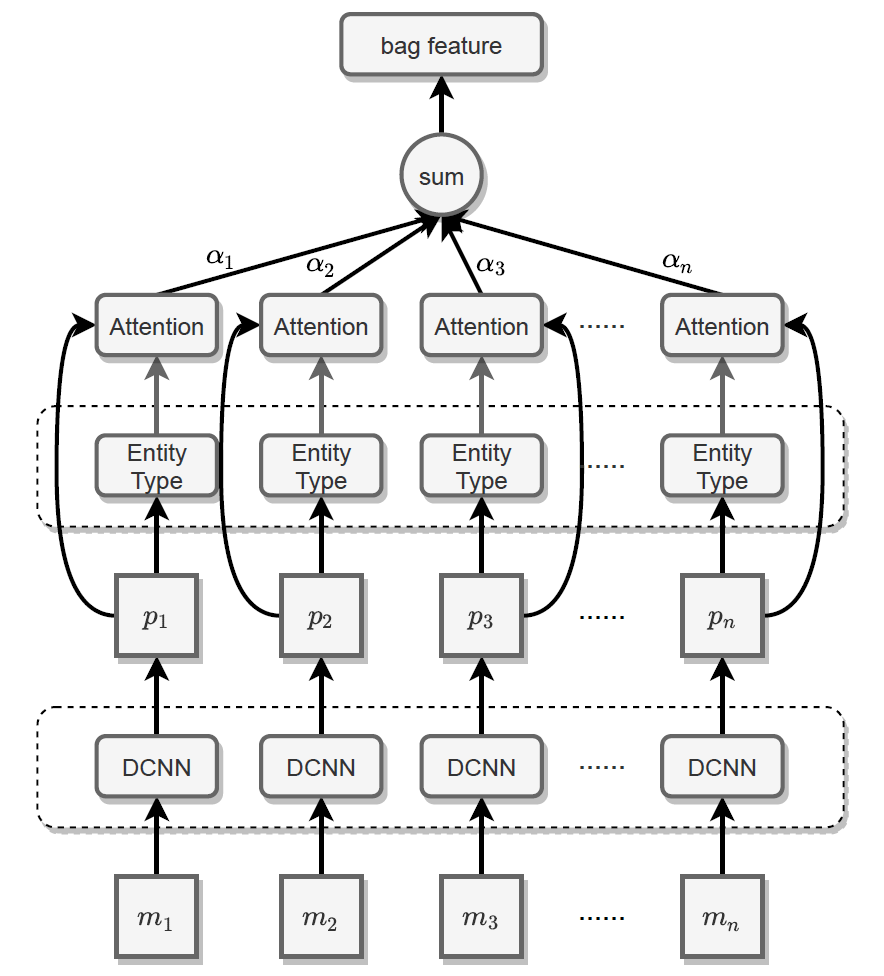 bag feature
sum
α₁ α₂ α₃ αₙ
Attention Attention Attention ...... Attention
Entity Entity Entity Entity
Type Type Type ...... Type
p₁ p₂ p₃ ...... pₙ
DCNN DCNN DCNN ...... DCNN
m₁ m₂ m₃ ...... mₙ